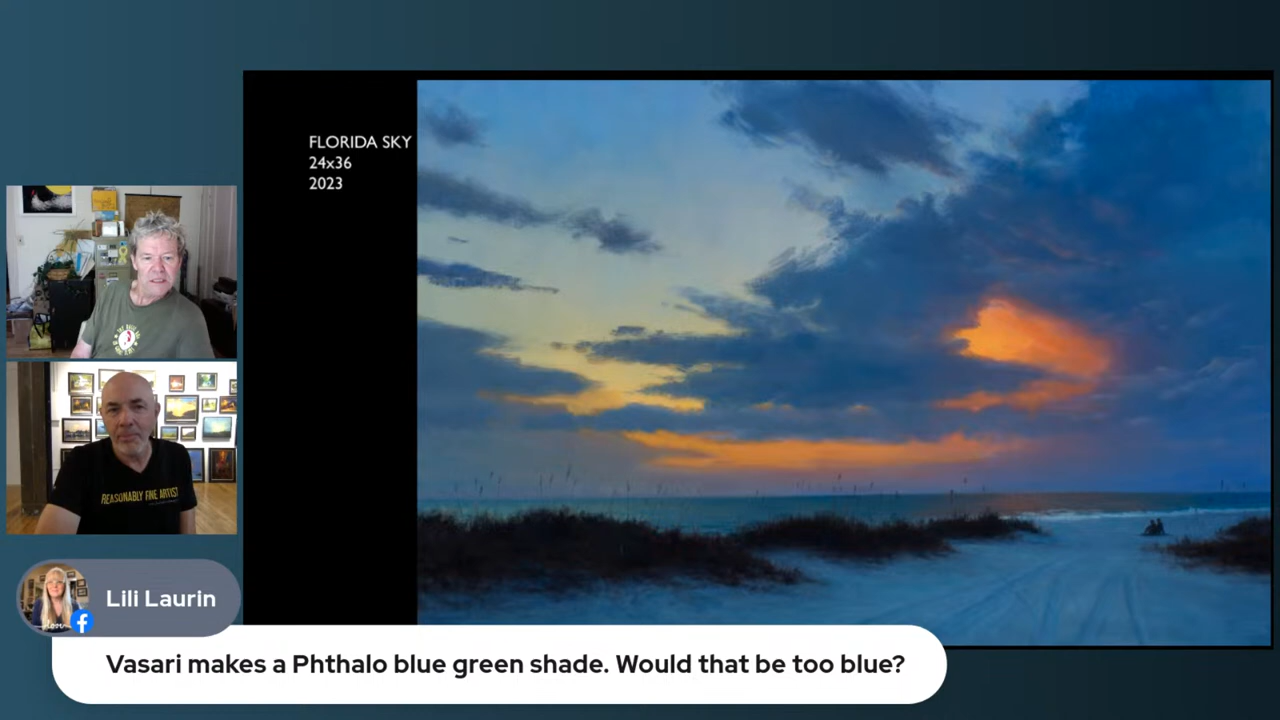 FLORIDA SKY
24x36
2023
REASONABLY FINE ARTIST
Lili Laurin
Vasari makes a Phthalo blue green shade. Would that be too blue?